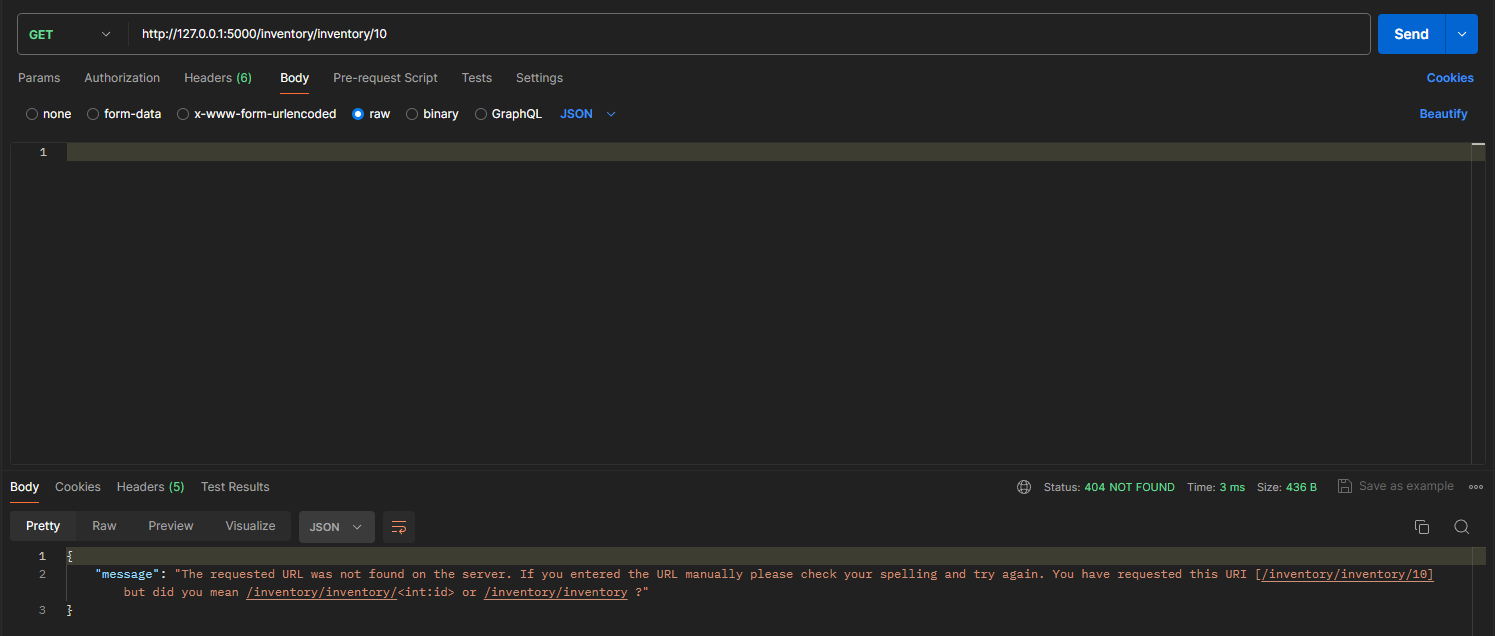 GET http://127.0.0.1:5000/inventory/inventory/10 Send
Params Authorization Headers (6) Body Pre-request Script Tests Settings Cookies
none form-data x-www-form-urlencoded raw binary GraphQL JSON Beautify
1
Body Cookies Headers (5) Test Results Status: 404 NOT FOUND Time: 3 ms Size: 436 B Save as example
Pretty Raw Preview Visualize JSON
1 {
2 "message": "The requested URL was not found on the server. If you entered the URL manually please check your spelling and try again. You have requested this URI [/inventory/inventory/10]
but did you mean /inventory/inventory/<int:id> or /inventory/inventory ?"
3 }